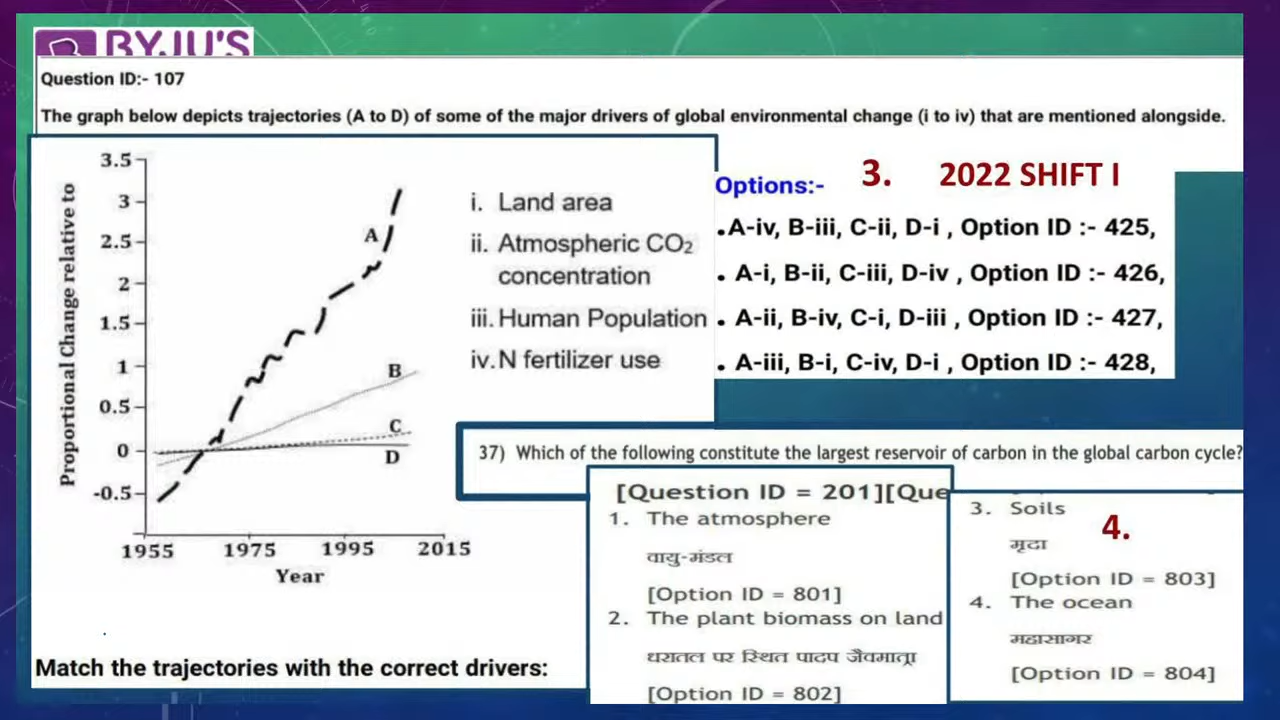 BYJU'S
Question ID:- 107
The graph below depicts trajectories (A to D) of some of the major drivers of global environmental change (i to iv) that are mentioned alongside.
Proportional Change relative to
3.5
3
2.5
2
1.5
1
0.5
0
-0.5
A
B
C
D
1955 1975 1995 2015
Year
i. Land area
ii. Atmospheric CO₂
concentration
iii. Human Population
iv. N fertilizer use
Options:-
3. 2022 SHIFT I
.A-iv, B-iii, C-ii, D-i , Option ID :- 425,
. A-i, B-ii, C-iii, D-iv , Option ID :- 426,
. A-ii, B-iv, C-i, D-iii , Option ID :- 427,
. A-iii, B-i, C-iv, D-i , Option ID :- 428,
Match the trajectories with the correct drivers:
37) Which of the following constitute the largest reservoir of carbon in the global carbon cycle?
[Question ID = 201][Que
1. The atmosphere
वायु-मंडल
[Option ID = 801]
2. The plant biomass on land
धरातल पर स्थित पादप जैवमात्रा
[Option ID = 802]
3. Soils
मृदा
[Option ID = 803]
4. The ocean
महासागर
[Option ID = 804]
4.